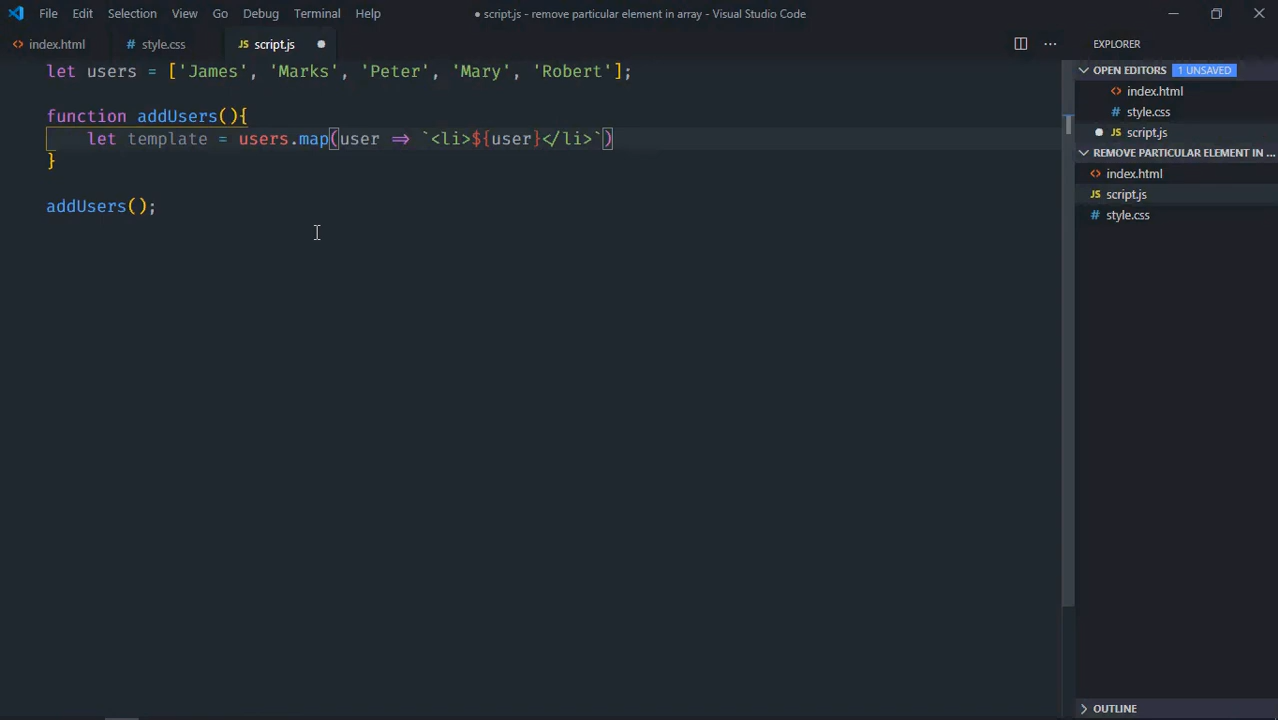 File Edit Selection View Go Debug Terminal Help
● script.js - remove particular element in array - Visual Studio Code
<> index.html # style.css JS script.js ●
let users = ['James', 'Marks', 'Peter', 'Mary', 'Robert'];
function addUsers(){
let template = users.map(user => `<li>${user}</li>`)
}
addUsers();
EXPLORER
OPEN EDITORS 1 UNSAVED
<> index.html
# style.css
● JS script.js
REMOVE PARTICULAR ELEMENT IN ...
<> index.html
JS script.js
# style.css
OUTLINE